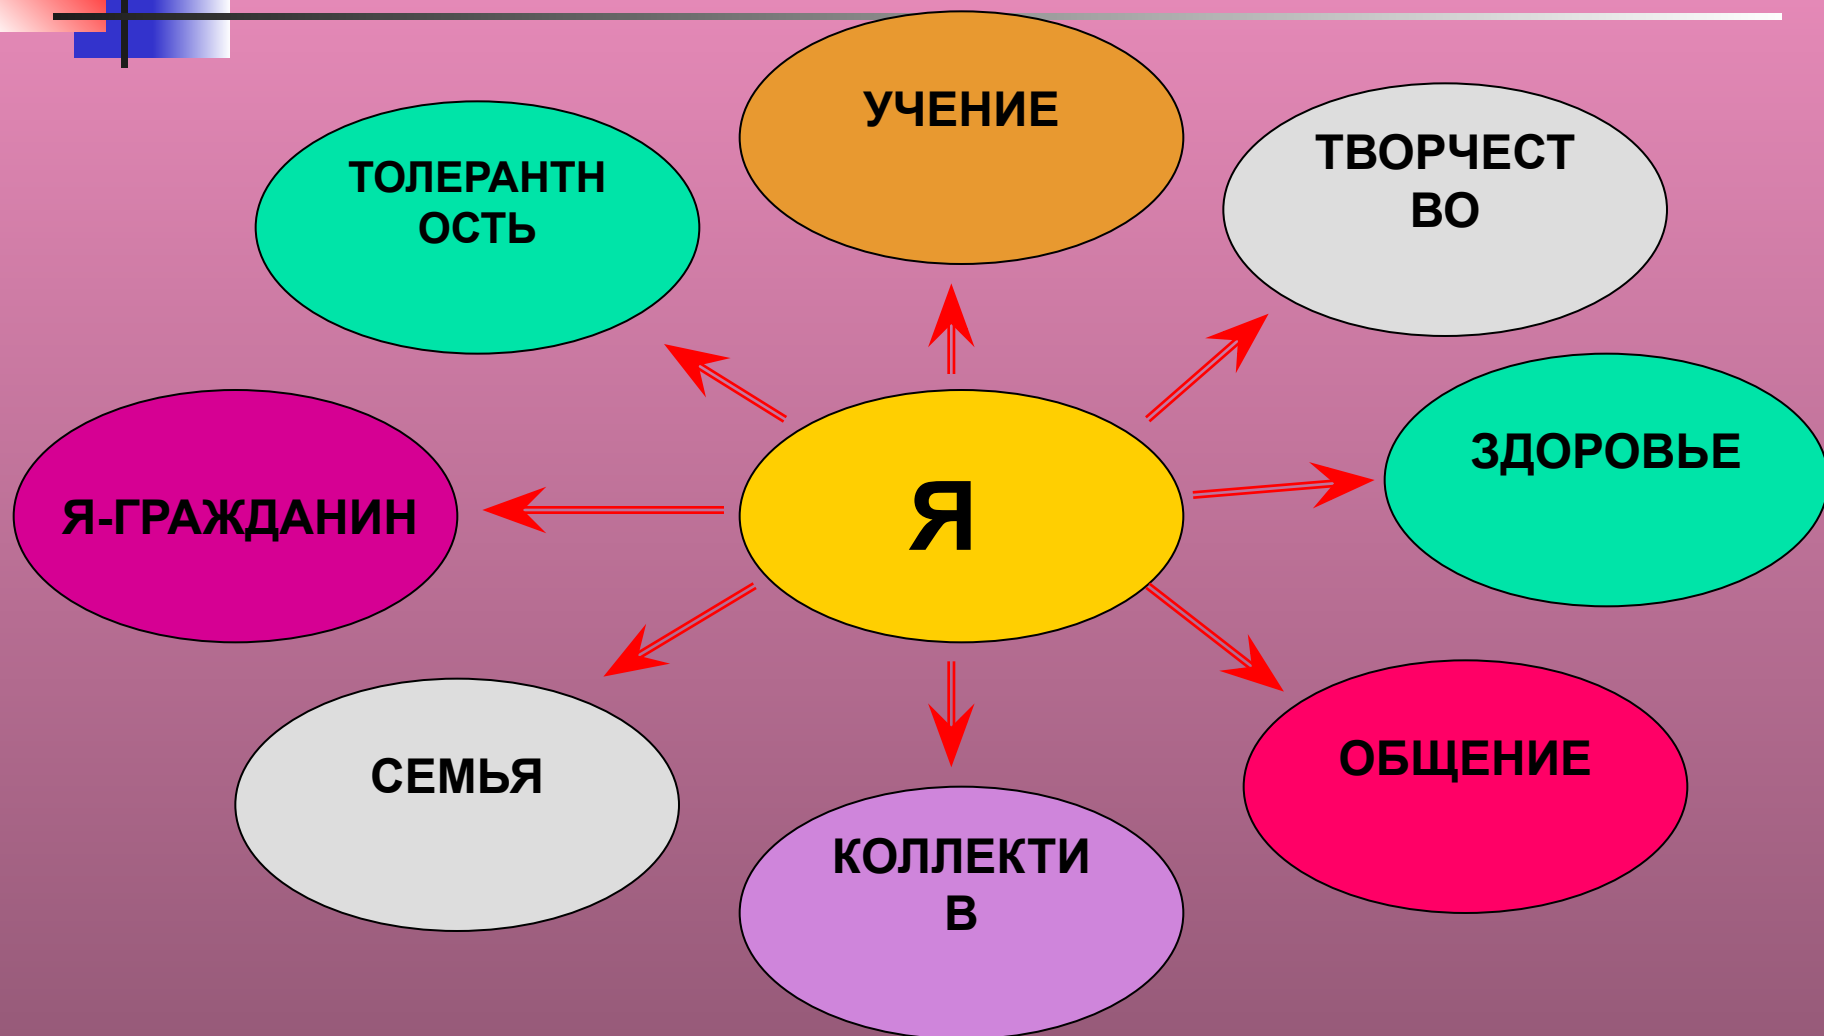 УЧЕНИЕ
ТВОРЧЕСТ
ВО
ТОЛЕРАНТН
ОСТЬ
ЗДОРОВЬЕ
Я-ГРАЖДАНИН
Я
СЕМЬЯ
ОБЩЕНИЕ
КОЛЛЕКТИ
В